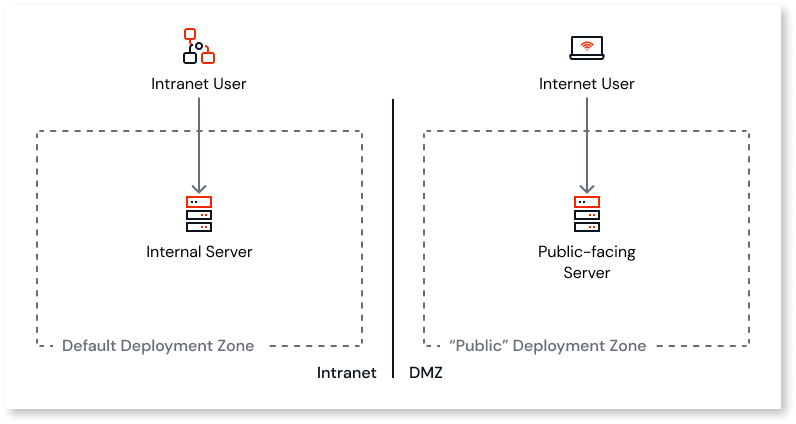 Intranet User
Internet User
Internal Server
Public-facing
Server
Default Deployment Zone
“Public” Deployment Zone
Intranet
DMZ